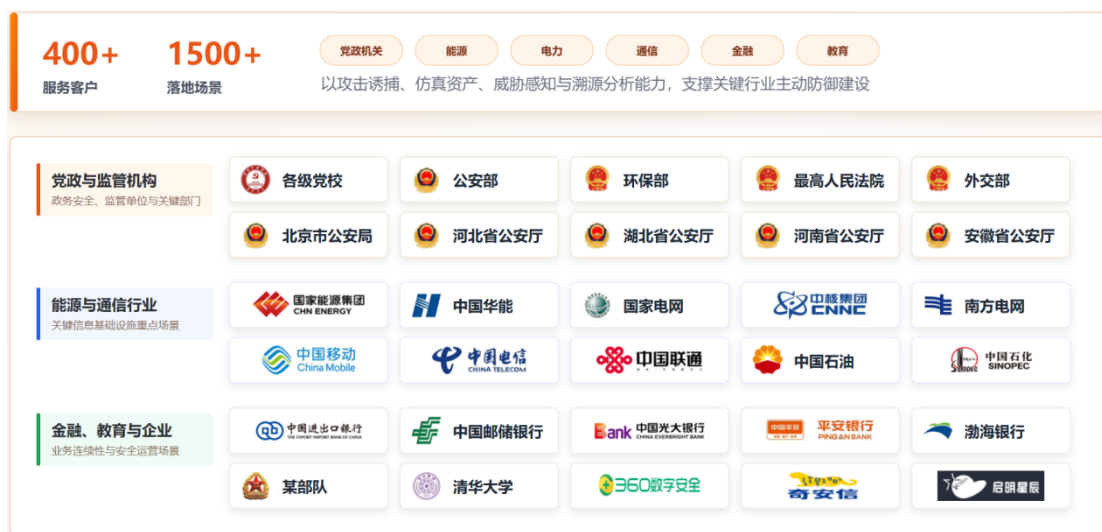 400+
1500+
服务客户
落地场景
党政机关
能源
电力
通信
金融
教育
以攻击诱捕、仿真资产、威胁感知与溯源分析能力，支撑关键行业主动防御建设
党政与监管机构
政务安全、监管单位与关键部门
各级党校
公安部
环保部
最高人民法院
外交部
北京市公安局
河北省公安厅
湖北省公安厅
河南省公安厅
安徽省公安厅
能源与通信行业
关键信息基础设施重点场景
国家能源集团
CHN ENERGY
中国华能
国家电网
中核集团
CNNC
南方电网
中国移动
China Mobile
中国电信
CHINA TELECOM
中国联通
中国石油
中国石化
SINOPEC
金融、教育与企业
业务连续性与安全运营场景
中国进出口银行
THE EXPORT-IMPORT BANK OF CHINA
中国邮储银行
Bank
中国光大银行
CHINA EVERBRIGHT BANK
中国平安
平安银行
PING AN BANK
渤海银行
某部队
清华大学
360数字安全
奇安信
启明星辰